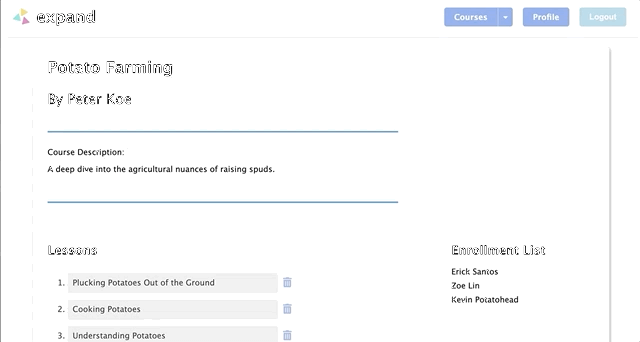 expand
Courses
Profile
Logout
Potato Farming
By Peter Koe
Course Description:
A deep dive into the agricultural nuances of raising spuds.
Lessons
1. Plucking Potatoes Out of the Ground
2. Cooking Potatoes
3. Understanding Potatoes
Enrollment List
Erick Santos
Zoe Lin
Kevin Potatohead